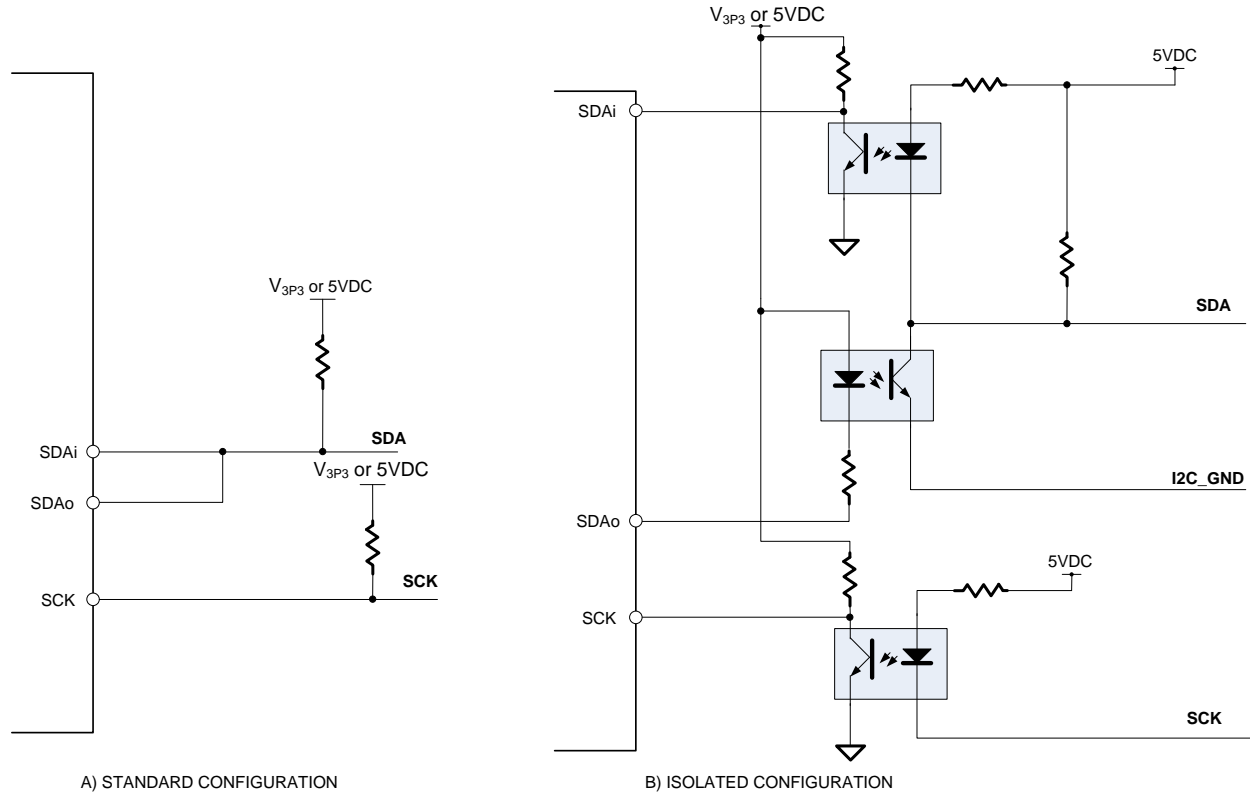 V3P3 or 5VDC
SDA
SDAi
V3P3 or 5VDC
SDAo
SCK
SCK
A) STANDARD CONFIGURATION
V3P3 or 5VDC
5VDC
SDAi
SDA
I2C_GND
SDAo
5VDC
SCK
SCK
B) ISOLATED CONFIGURATION